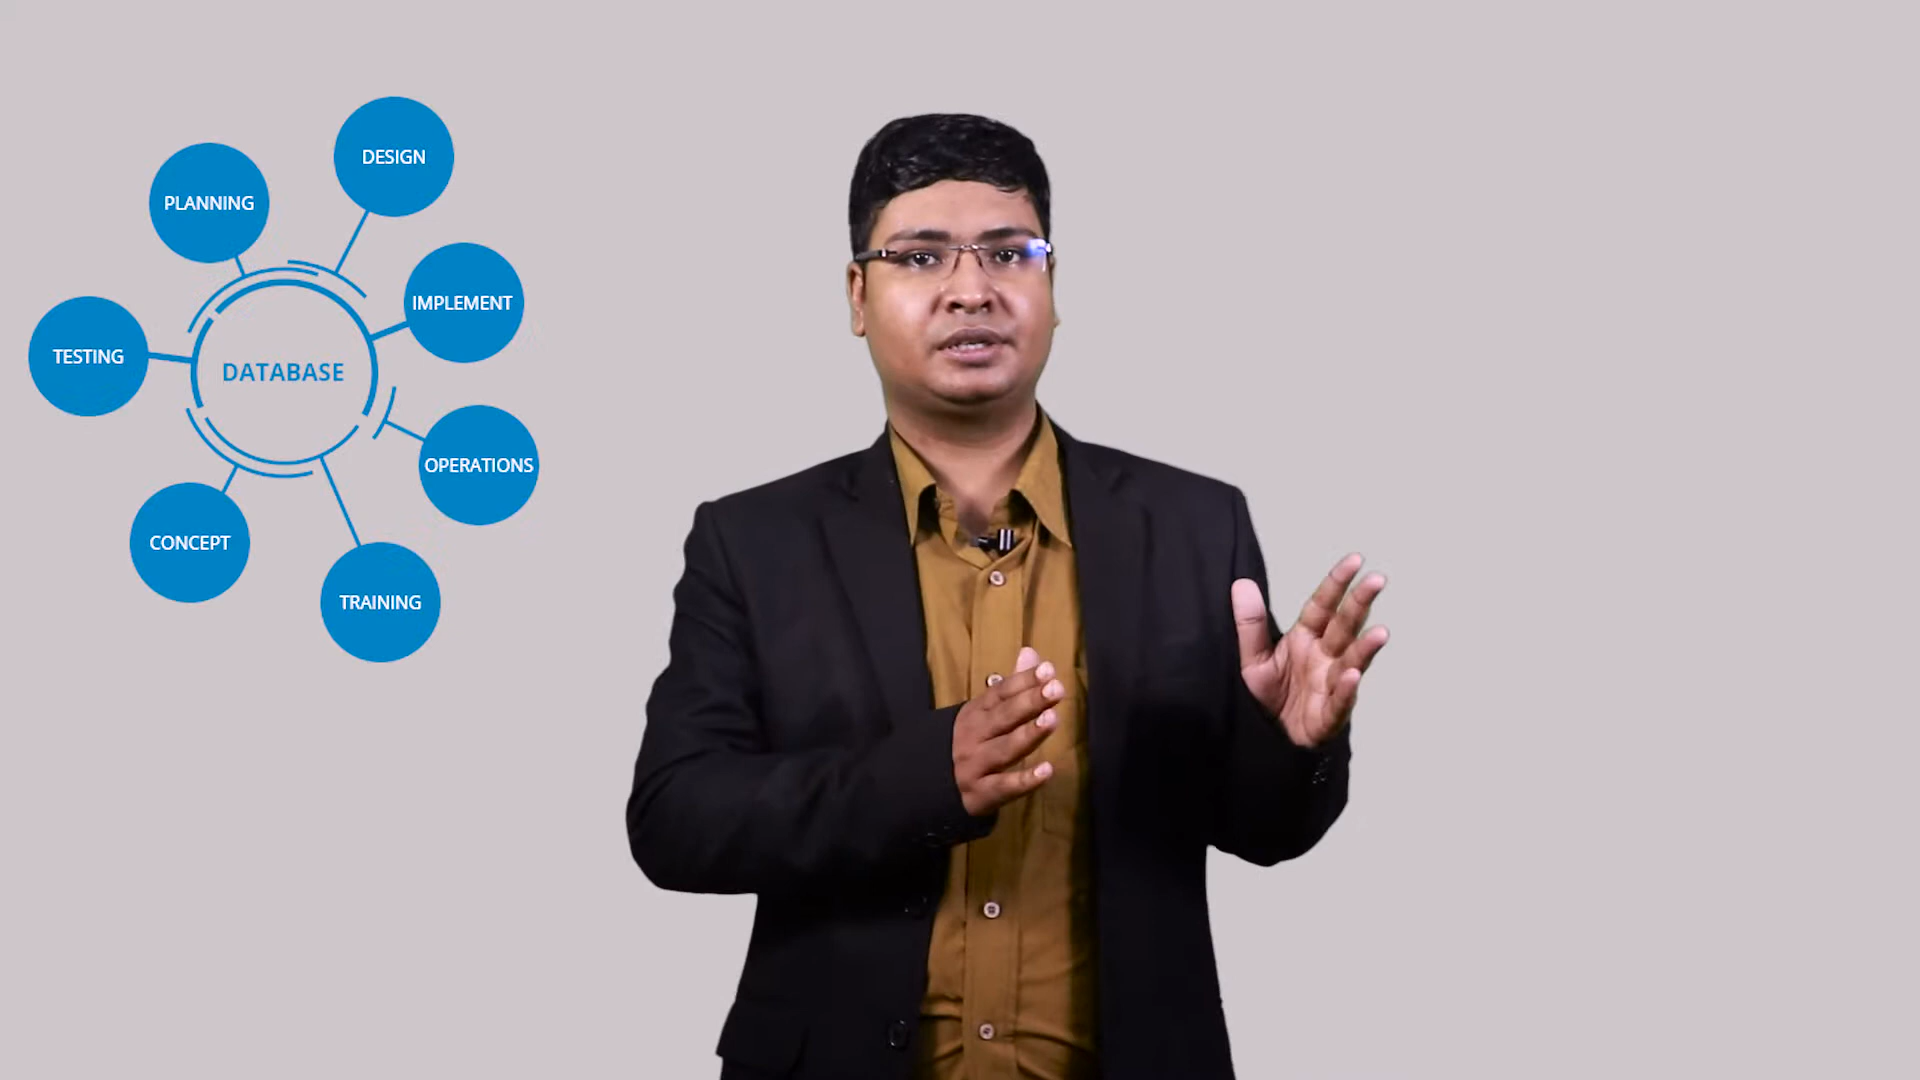 DESIGN
PLANNING
IMPLEMENT
TESTING
DATABASE
OPERATIONS
CONCEPT
TRAINING